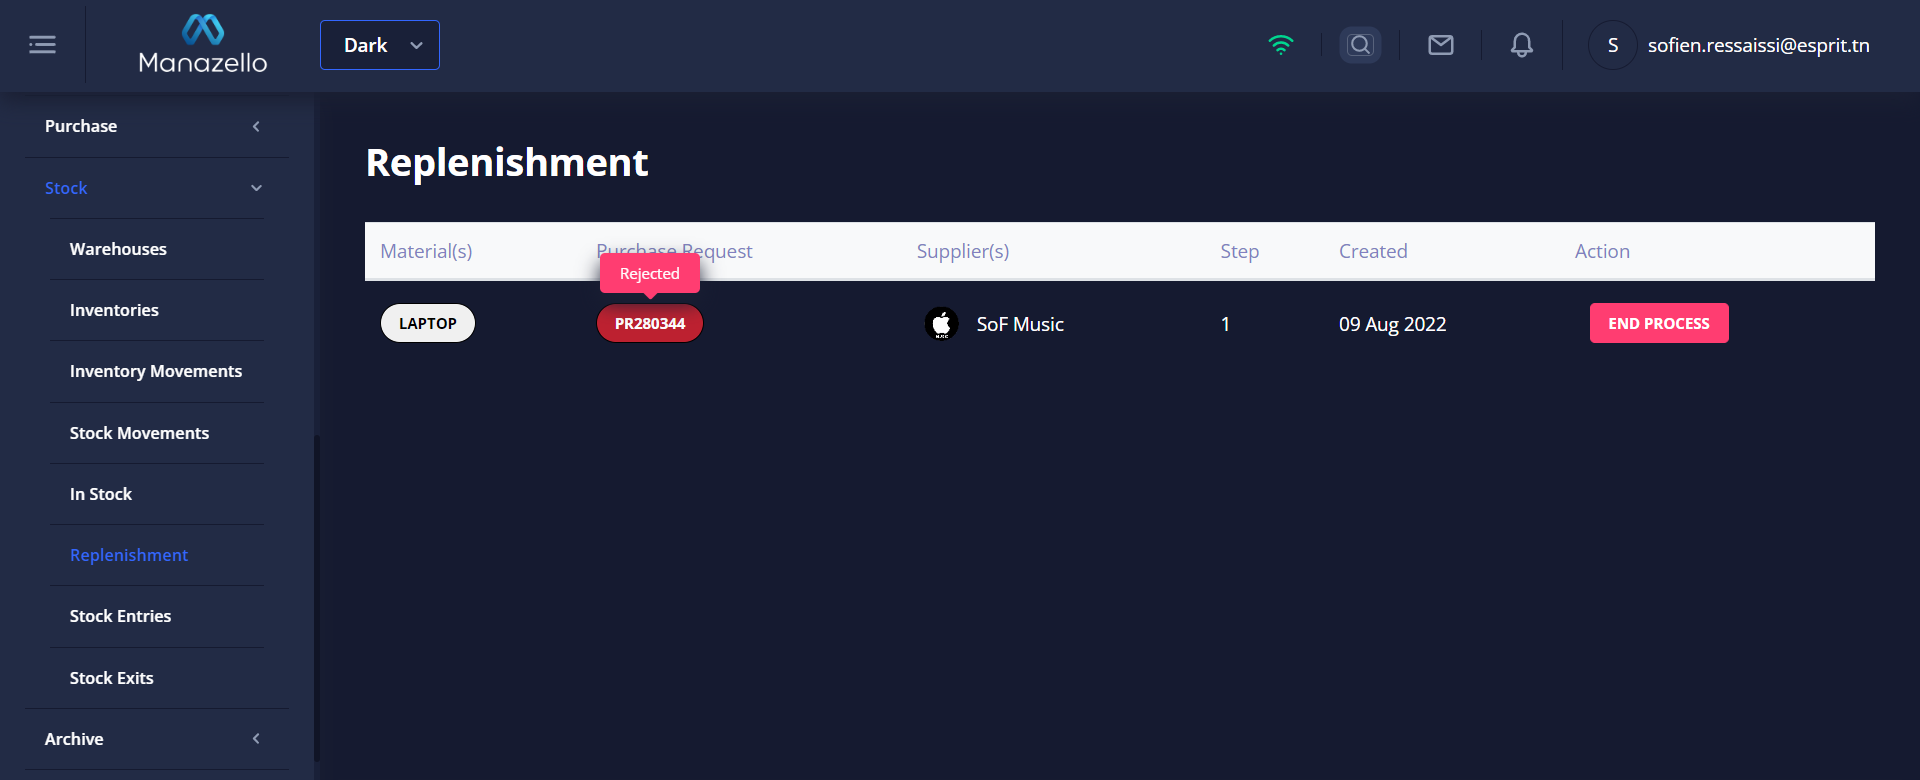 Manazello
Dark
S
sofien.ressaissi@esprit.tn
Purchase
Stock
Warehouses
Inventories
Inventory Movements
Stock Movements
In Stock
Replenishment
Stock Entries
Stock Exits
Archive
Replenishment
Material(s) Purchase Request Supplier(s) Step Created Action
Rejected
LAPTOP PR280344 SoF Music 1 09 Aug 2022 END PROCESS